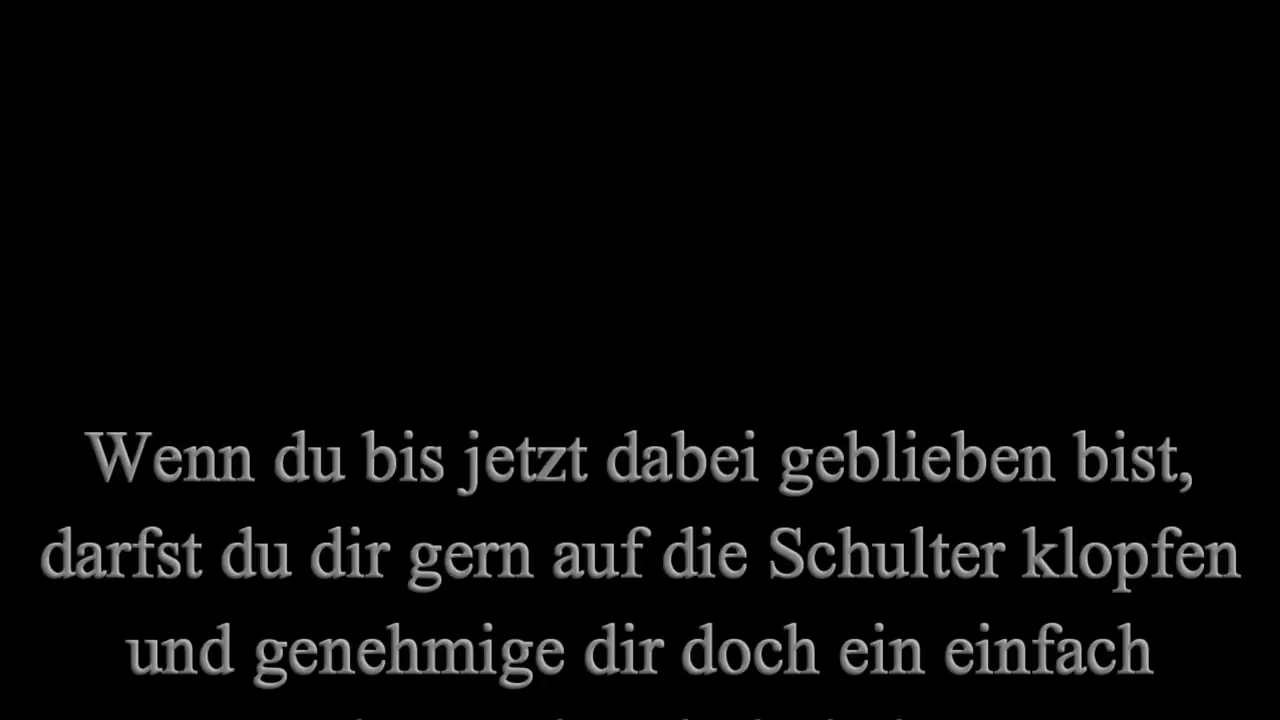 Wenn du bis jetzt dabei geblieben bist,
darfst du dir gern auf die Schulter klopfen
und genehmige dir doch ein einfach